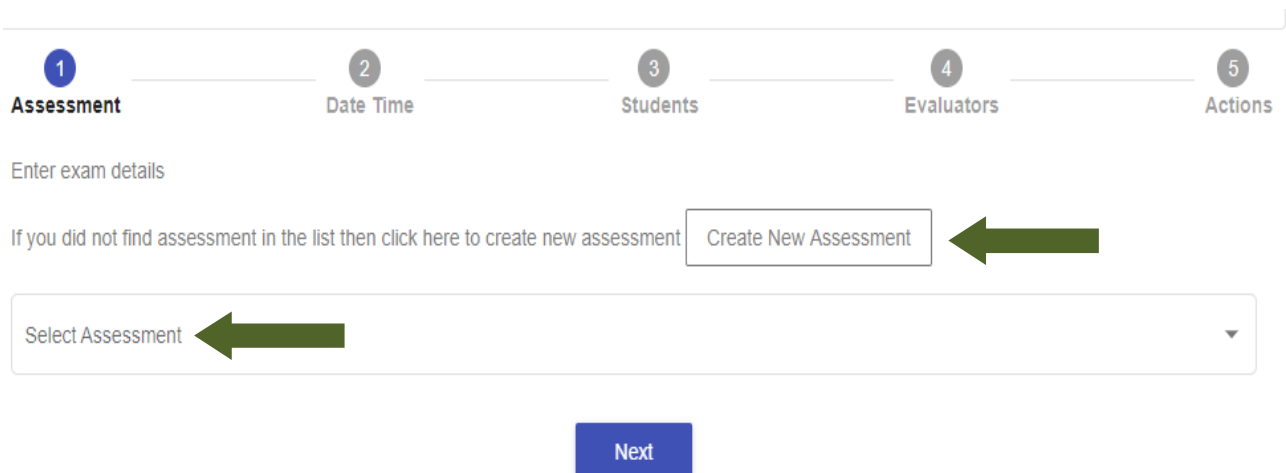 1 2 3 4 5
Assessment Date Time Students Evaluators Actions
Enter exam details
If you did not find assessment in the list then click here to create new assessment Create New Assessment
Select Assessment
Next